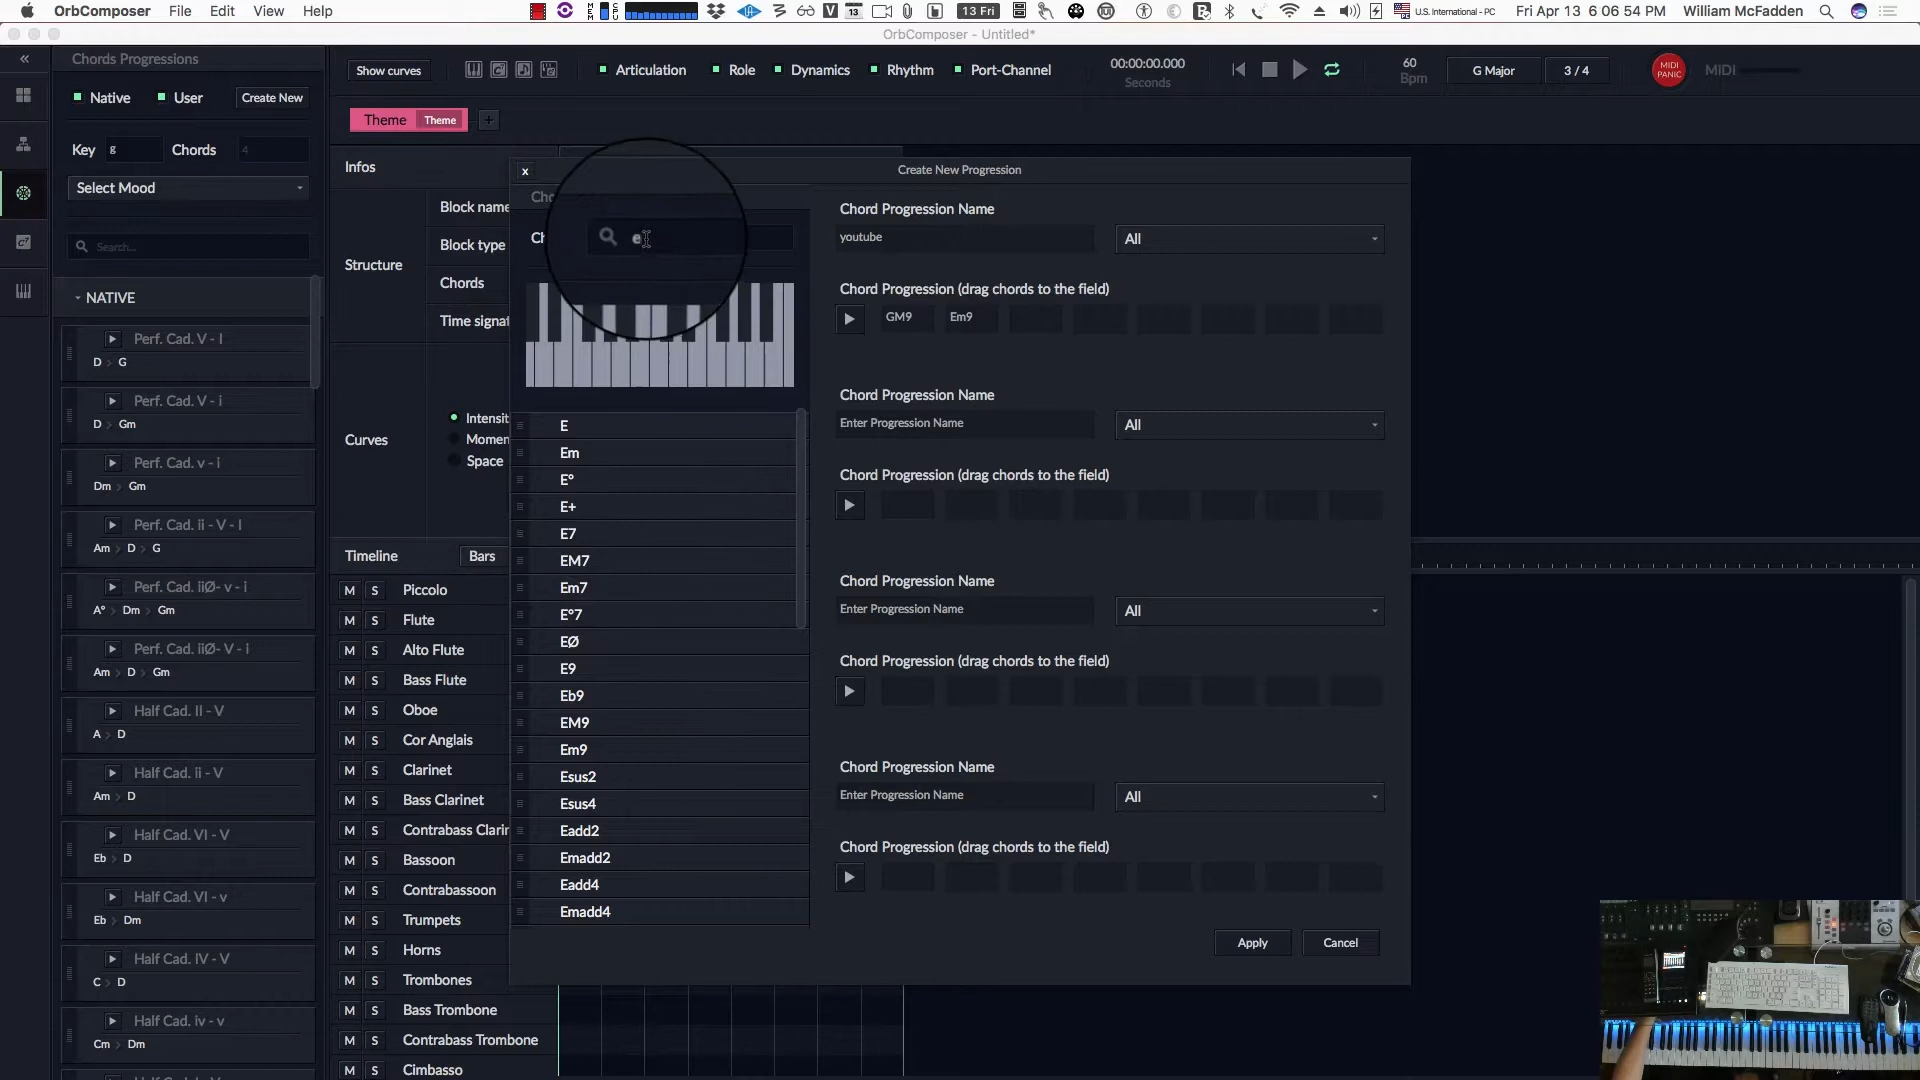 OrbComposer File Edit View Help
13 Fri U.S. International - PC Fri Apr 13 6:06:54 PM William McFadden
OrbComposer - Untitled*
Chords Progressions
Native User Create New
Key g Chords 4
Select Mood
Search...
NATIVE
Perf. Cad. V - I
D > G
Perf. Cad. V - i
D > Gm
Perf. Cad. v - i
Dm > Gm
Perf. Cad. ii - V - I
Am > D > G
Perf. Cad. iiØ- v - i
A° > Dm > Gm
Perf. Cad. iiØ- V - i
Am > D > Gm
Half Cad. II - V
A > D
Half Cad. ii - V
Am > D
Half Cad. VI - V
Eb > D
Half Cad. VI - v
Eb > Dm
Half Cad. IV - V
C > D
Half Cad. iv - v
Cm > Dm
Show curves
Articulation Role Dynamics Rhythm Port-Channel
00:00:00.000
Seconds
60
Bpm
G Major 3 / 4
MIDI
PANIC
MIDI
Theme Theme +
Infos
Structure
Block name
Block type
Chords
Time signat
Curves
Intensit
Momen
Space
Timeline Bars
M S Piccolo
M S Flute
M S Alto Flute
M S Bass Flute
M S Oboe
M S Cor Anglais
M S Clarinet
M S Bass Clarinet
M S Contrabass Clarin
M S Bassoon
M S Contrabassoon
M S Trumpets
M S Horns
M S Trombones
M S Bass Trombone
M S Contrabass Trombone
M S Cimbasso
x Create New Progression
Cho
Ch e
E
Em
E°
E+
E7
EM7
Em7
E°7
EØ
E9
Eb9
EM9
Em9
Esus2
Esus4
Eadd2
Emadd2
Eadd4
Emadd4
Chord Progression Name
youtube All
Chord Progression (drag chords to the field)
GM9 Em9
Chord Progression Name
Enter Progression Name All
Chord Progression (drag chords to the field)
Chord Progression Name
Enter Progression Name All
Chord Progression (drag chords to the field)
Chord Progression Name
Enter Progression Name All
Chord Progression (drag chords to the field)
Apply Cancel